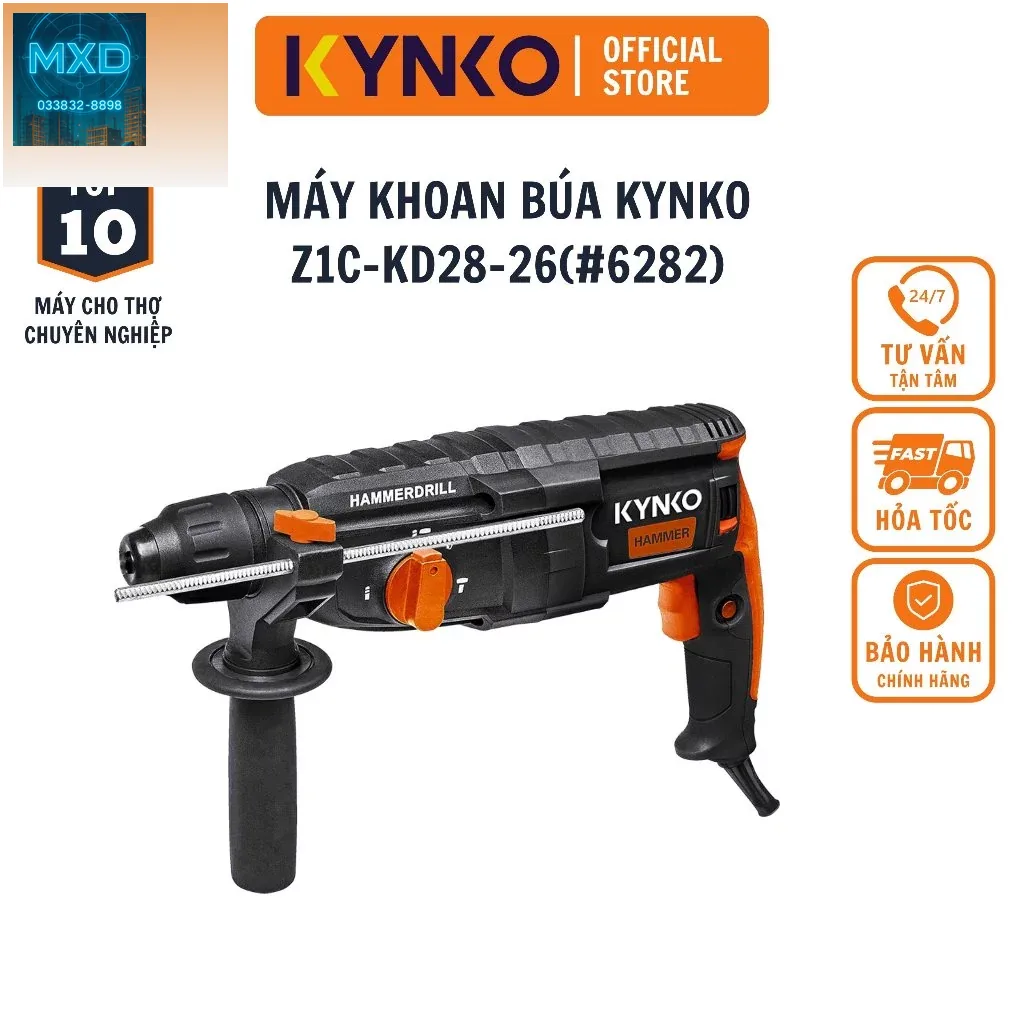 MXD
033832-8898
KYNKO
OFFICIAL
STORE
10
MÁY CHO THỢ
CHUYÊN NGHIỆP
MÁY KHOAN BÚA KYNKO
Z1C-KD28-26(#6282)
24/7
TƯ VẤN
TẬN TÂM
FAST
HỎA TỐC
BẢO HÀNH
CHÍNH HÃNG
HAMMERDRILL
KYNKO
HAMMER